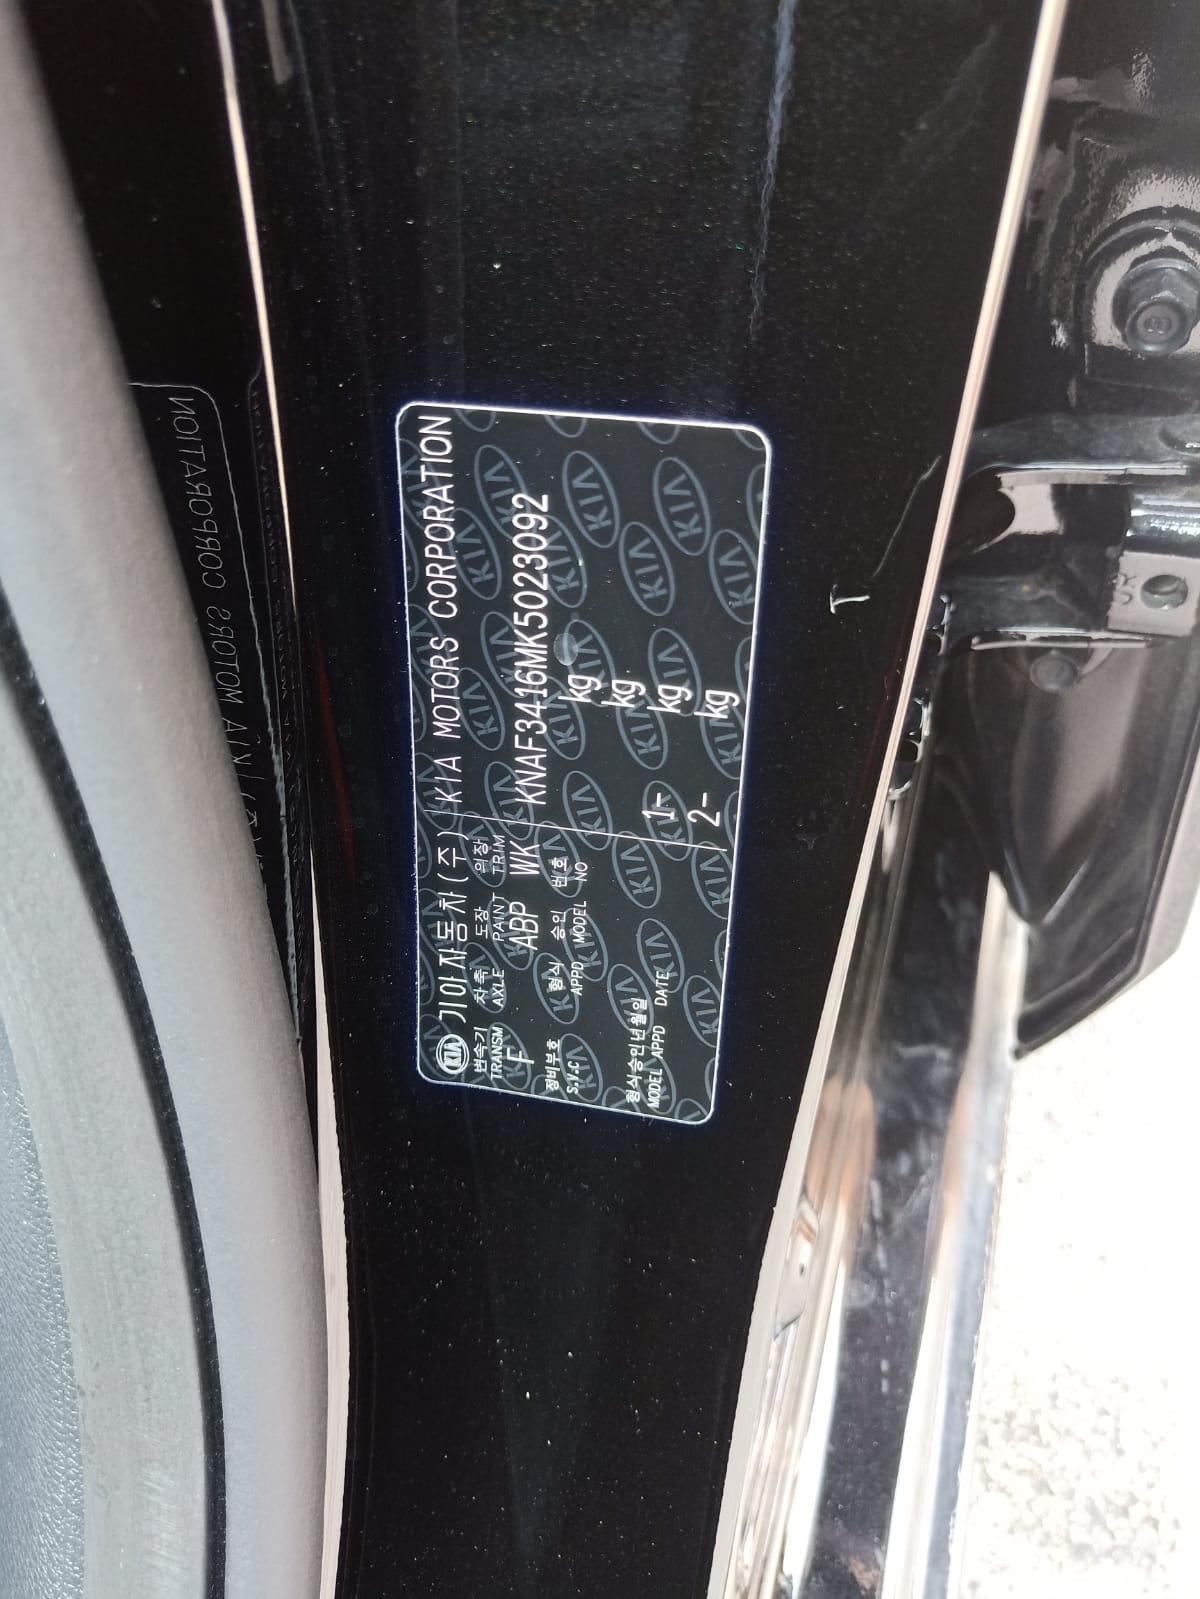 KIA 기아자동차(주) KIA MOTORS CORPORATION
변속기 차축 도장 위장
TRANSM AXLE PAINT TRIM
F ABP WK KNAF3416MK5023092
정비부호 형식 승인 번호 kg
S.V.C APPD MODEL NO
kg
형식승인년월일 1- kg
MODEL APPD DATE
2- kg